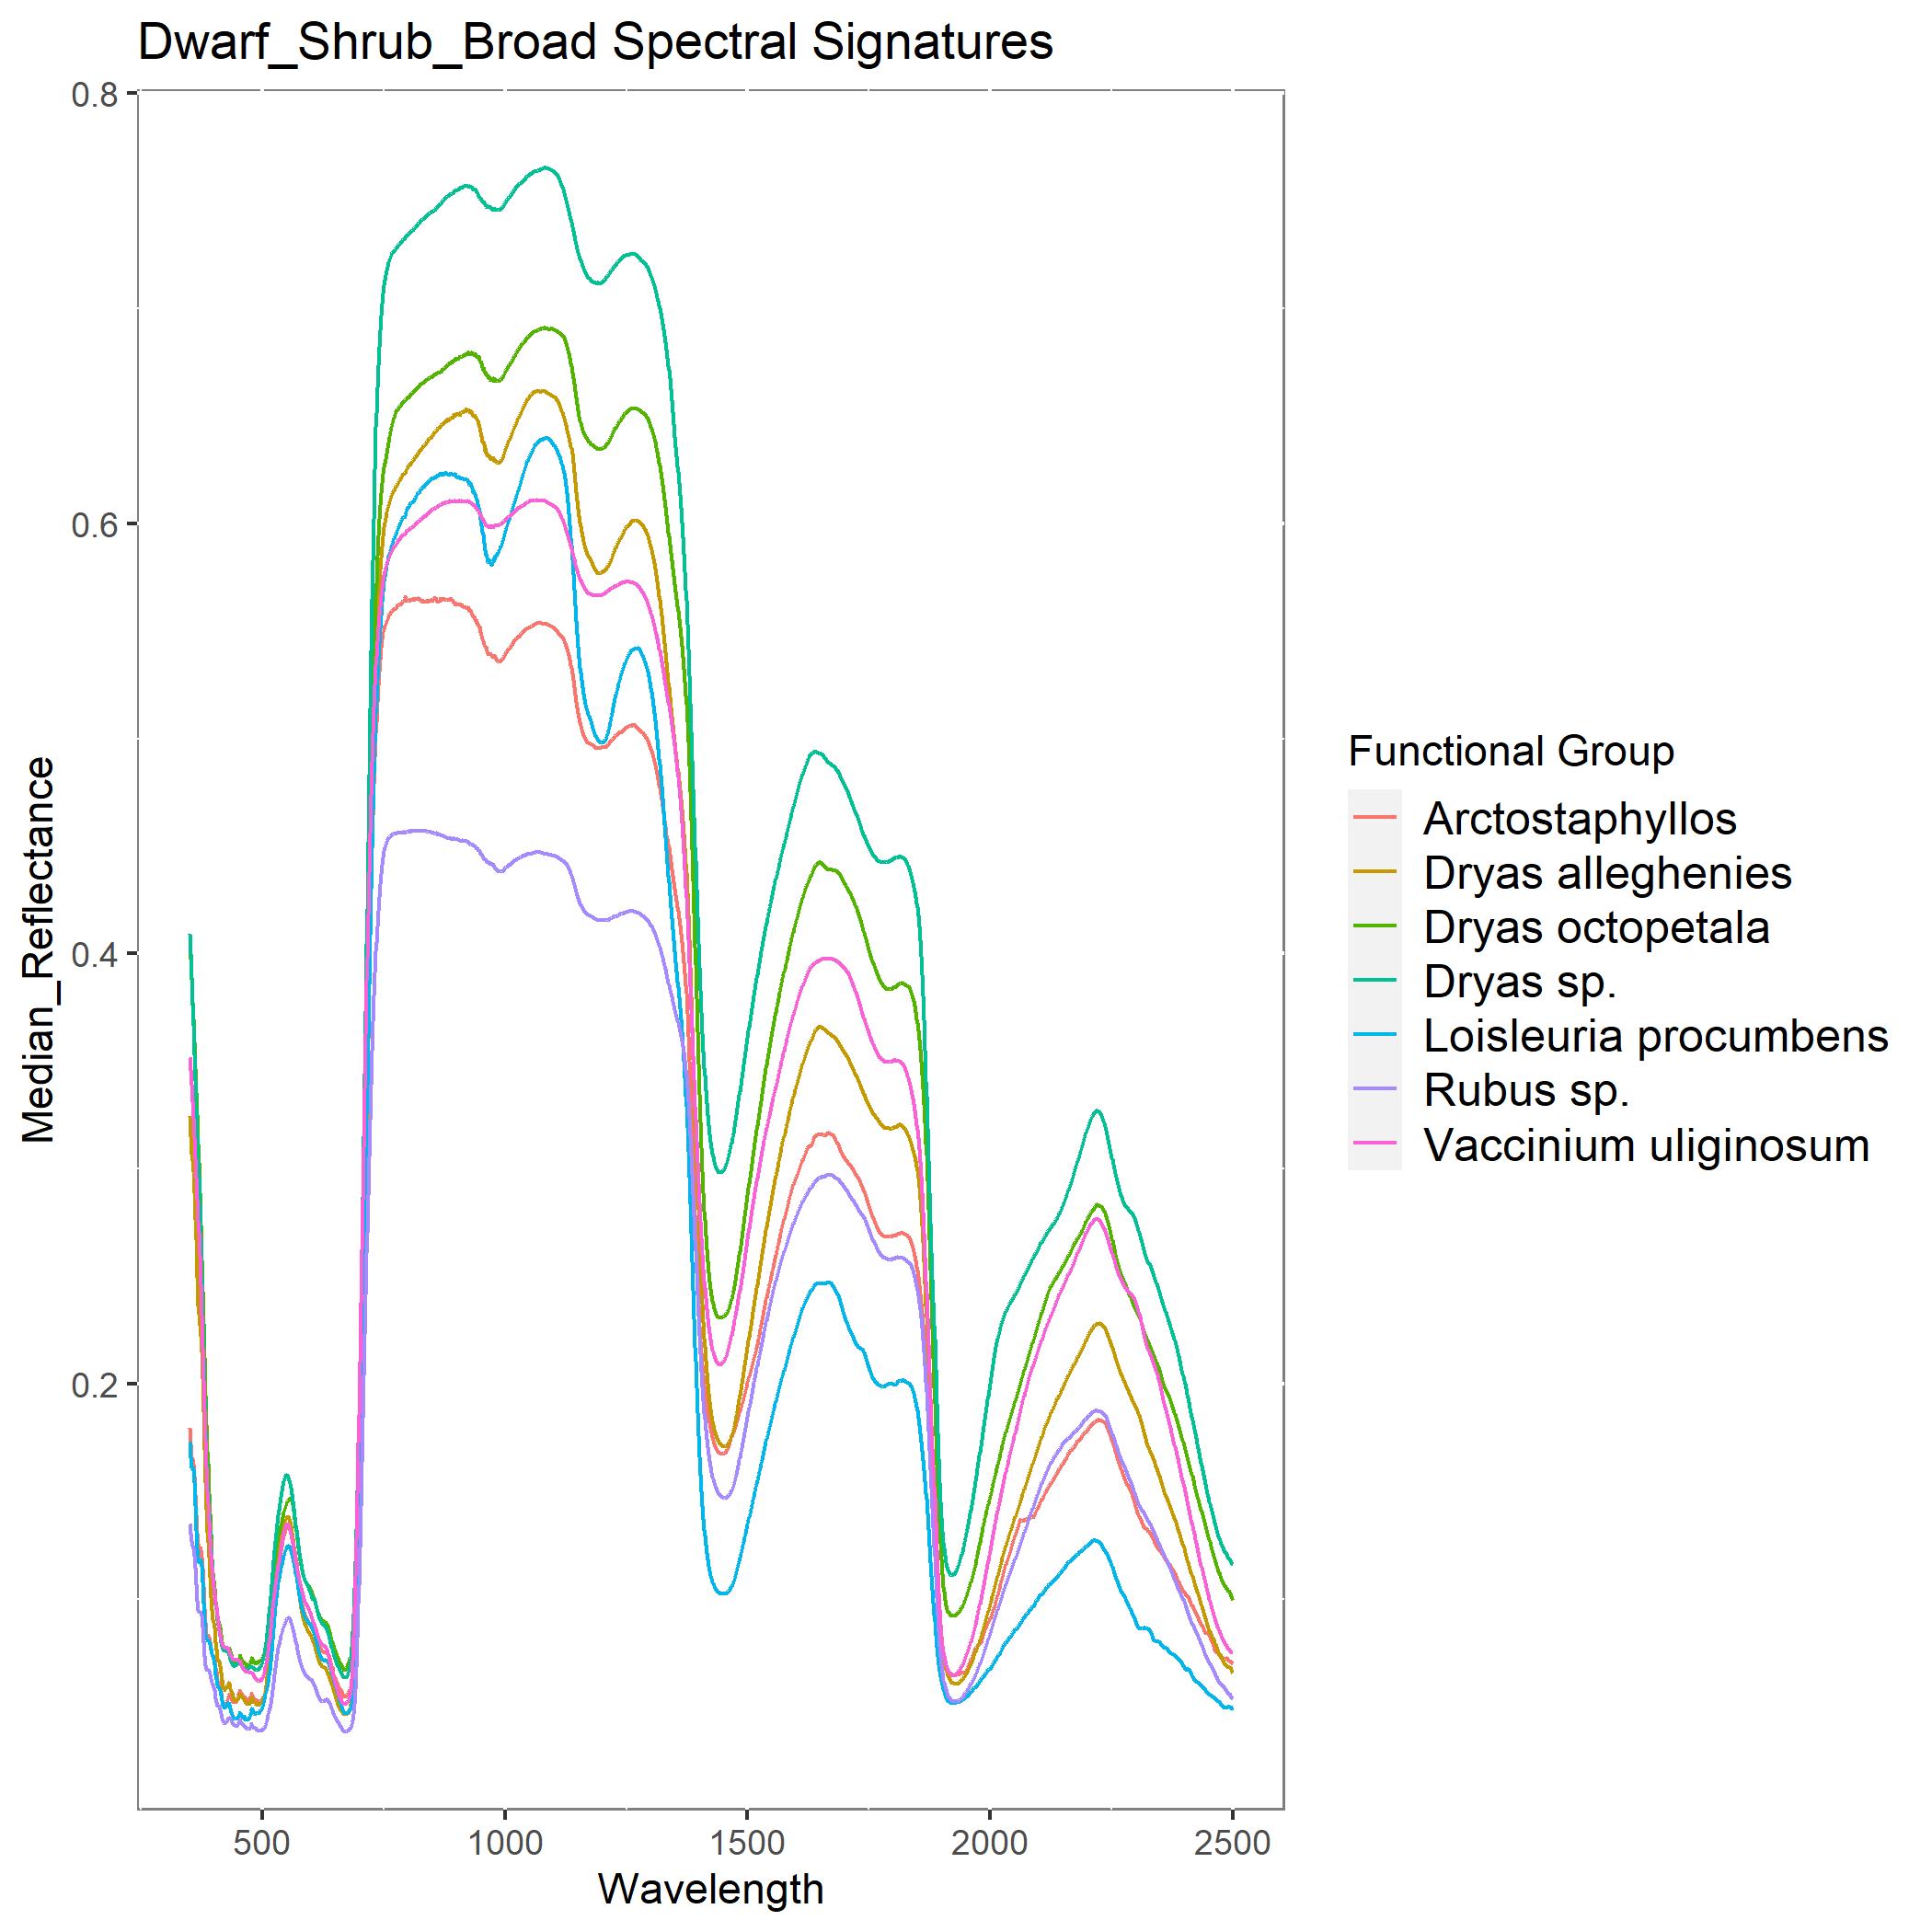 Dwarf_Shrub_Broad Spectral Signatures
0.8
0.6
0.4
0.2
Median_Reflectance
500 1000 1500 2000 2500
Wavelength
Functional Group
Arctostaphyllos
Dryas alleghenies
Dryas octopetala
Dryas sp.
Loisleuria procumbens
Rubus sp.
Vaccinium uliginosum